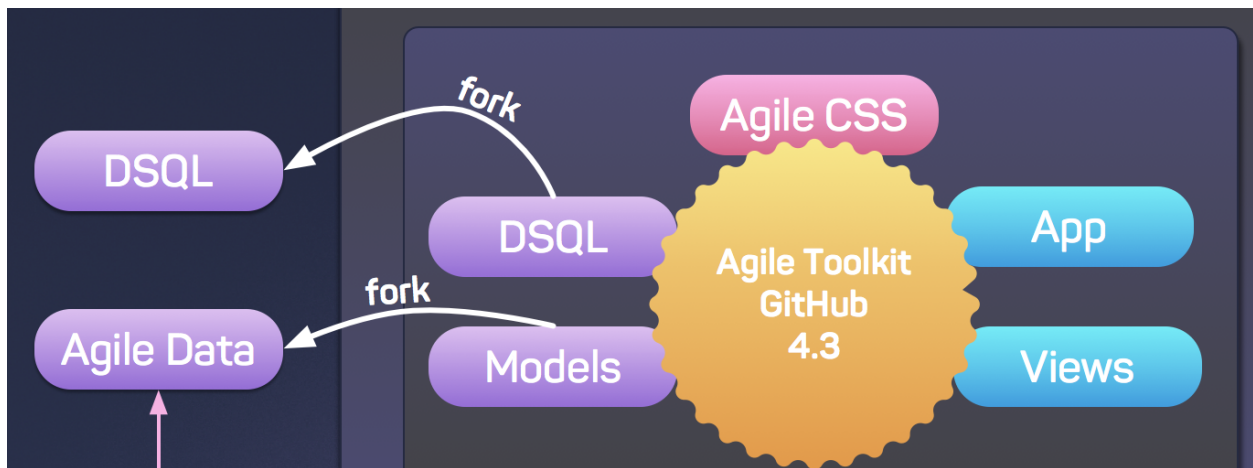 fork
Agile CSS
DSQL
DSQL
App
fork
Agile Toolkit
GitHub
4.3
Agile Data
Models
Views